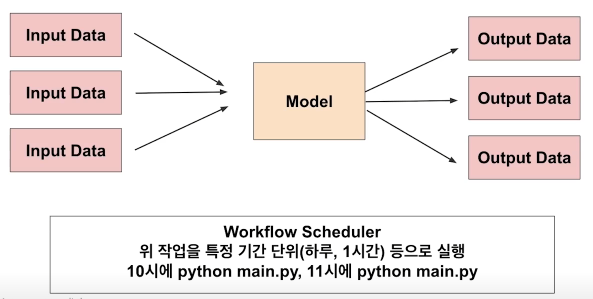 Input Data
Input Data
Input Data
Model
Output Data
Output Data
Output Data
Workflow Scheduler
위 작업을 특정 기간 단위(하루, 1시간) 등으로 실행
10시에 python main.py, 11시에 python main.py